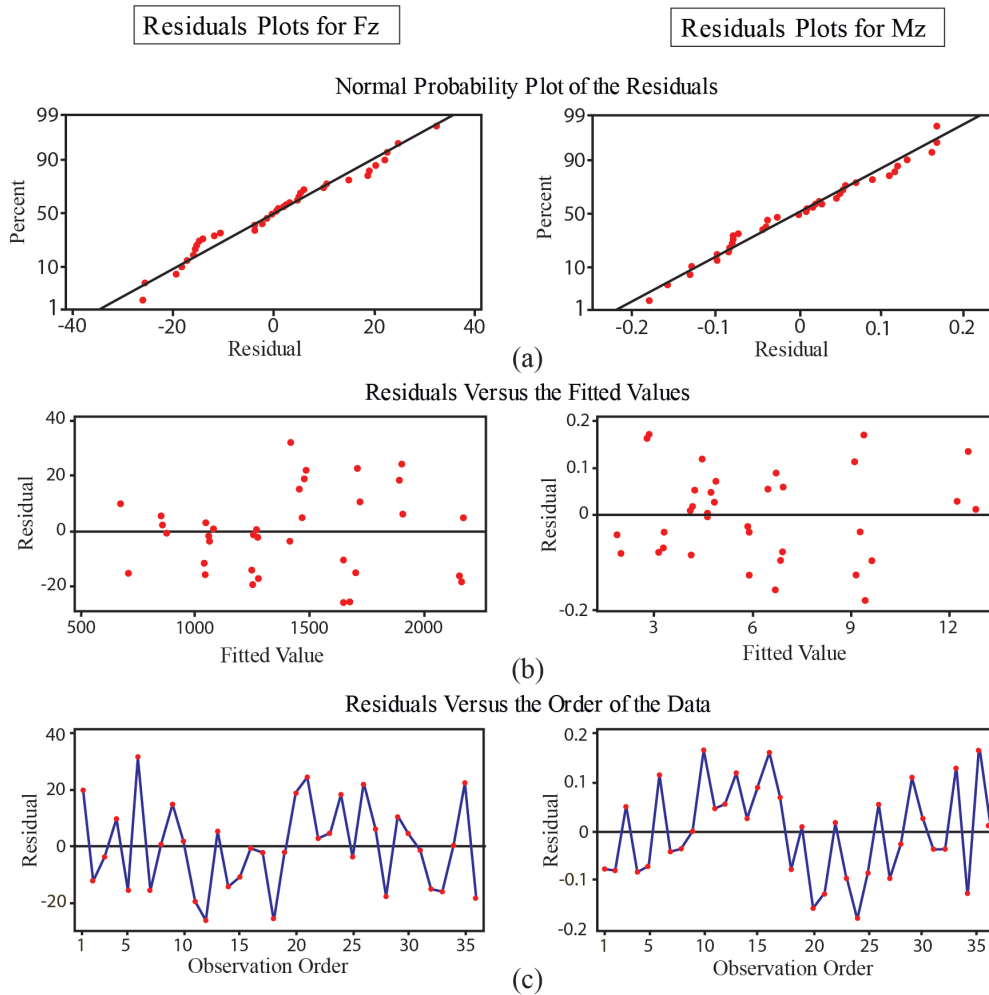 Residuals Plots for Fz
Residuals Plots for Mz
Normal Probability Plot of the Residuals
Percent
99
90
50
10
1
-40 -20 0 20 40
Residual
Percent
99
90
50
10
1
-0.2 -0.1 0 0.1 0.2
Residual
(a)
Residuals Versus the Fitted Values
Residual
40
20
0
-20
500 1000 1500 2000
Fitted Value
Residual
0.2
0.1
0
-0.2
3 6 9 12
Fitted Value
(b)
Residuals Versus the Order of the Data
Residual
40
20
0
-20
1 5 10 15 20 25 30 35
Observation Order
Residual
0.2
0.1
0
-0.1
-0.2
1 5 10 15 20 25 30 35
Observation Order
(c)